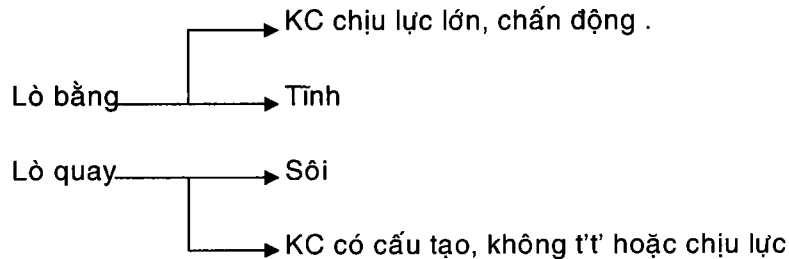 KC chịu lực lớn, chấn động .
Lò bằng Tĩnh
Lò quay Sôi
KC có cấu tạo, không t't' hoặc chịu lực